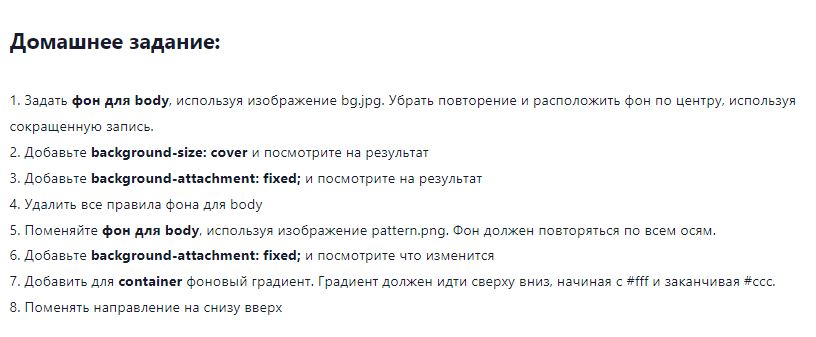 Домашнее задание:
1. Задать фон для body, используя изображение bg.jpg. Убрать повторение и расположить фон по центру, используя
сокращенную запись.
2. Добавьте background-size: cover и посмотрите на результат
3. Добавьте background-attachment: fixed; и посмотрите на результат
4. Удалить все правила фона для body
5. Поменяйте фон для body, используя изображение pattern.png. Фон должен повторяться по всем осям.
6. Добавьте background-attachment: fixed; и посмотрите что изменится
7. Добавить для container фоновый градиент. Градиент должен идти сверху вниз, начиная с #fff и заканчивая #ccc.
8. Поменять направление на снизу вверх